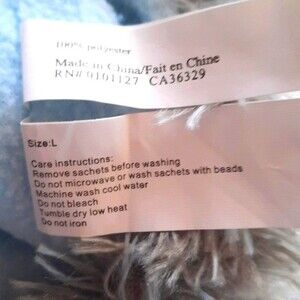 100% polyester
Made in China/Fait en Chine
RN# 0101127 CA36329
Size:L
Care instructions:
Remove sachets before washing
Do not microwave or wash sachets with beads
Machine wash cool water
Do not bleach
Tumble dry low heat
Do not iron